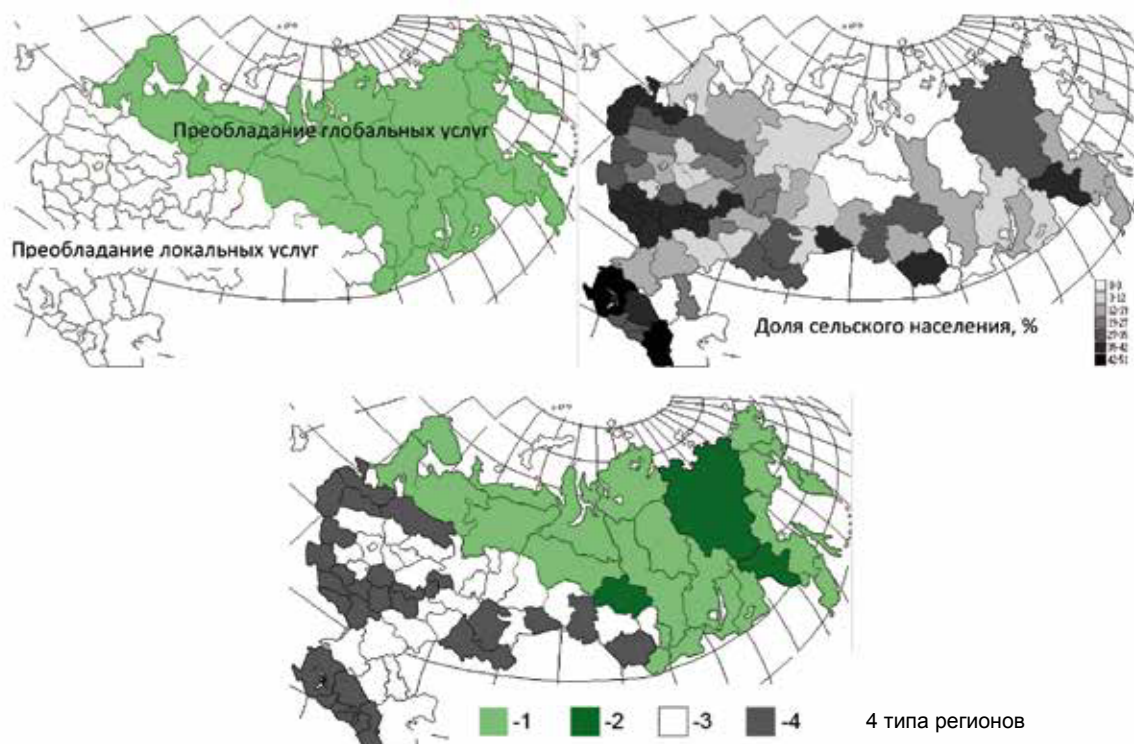 Преобладание глобальных услуг
Преобладание локальных услуг
Доля сельского населения, %
-1
-2
-3
-4
4 типа регионов